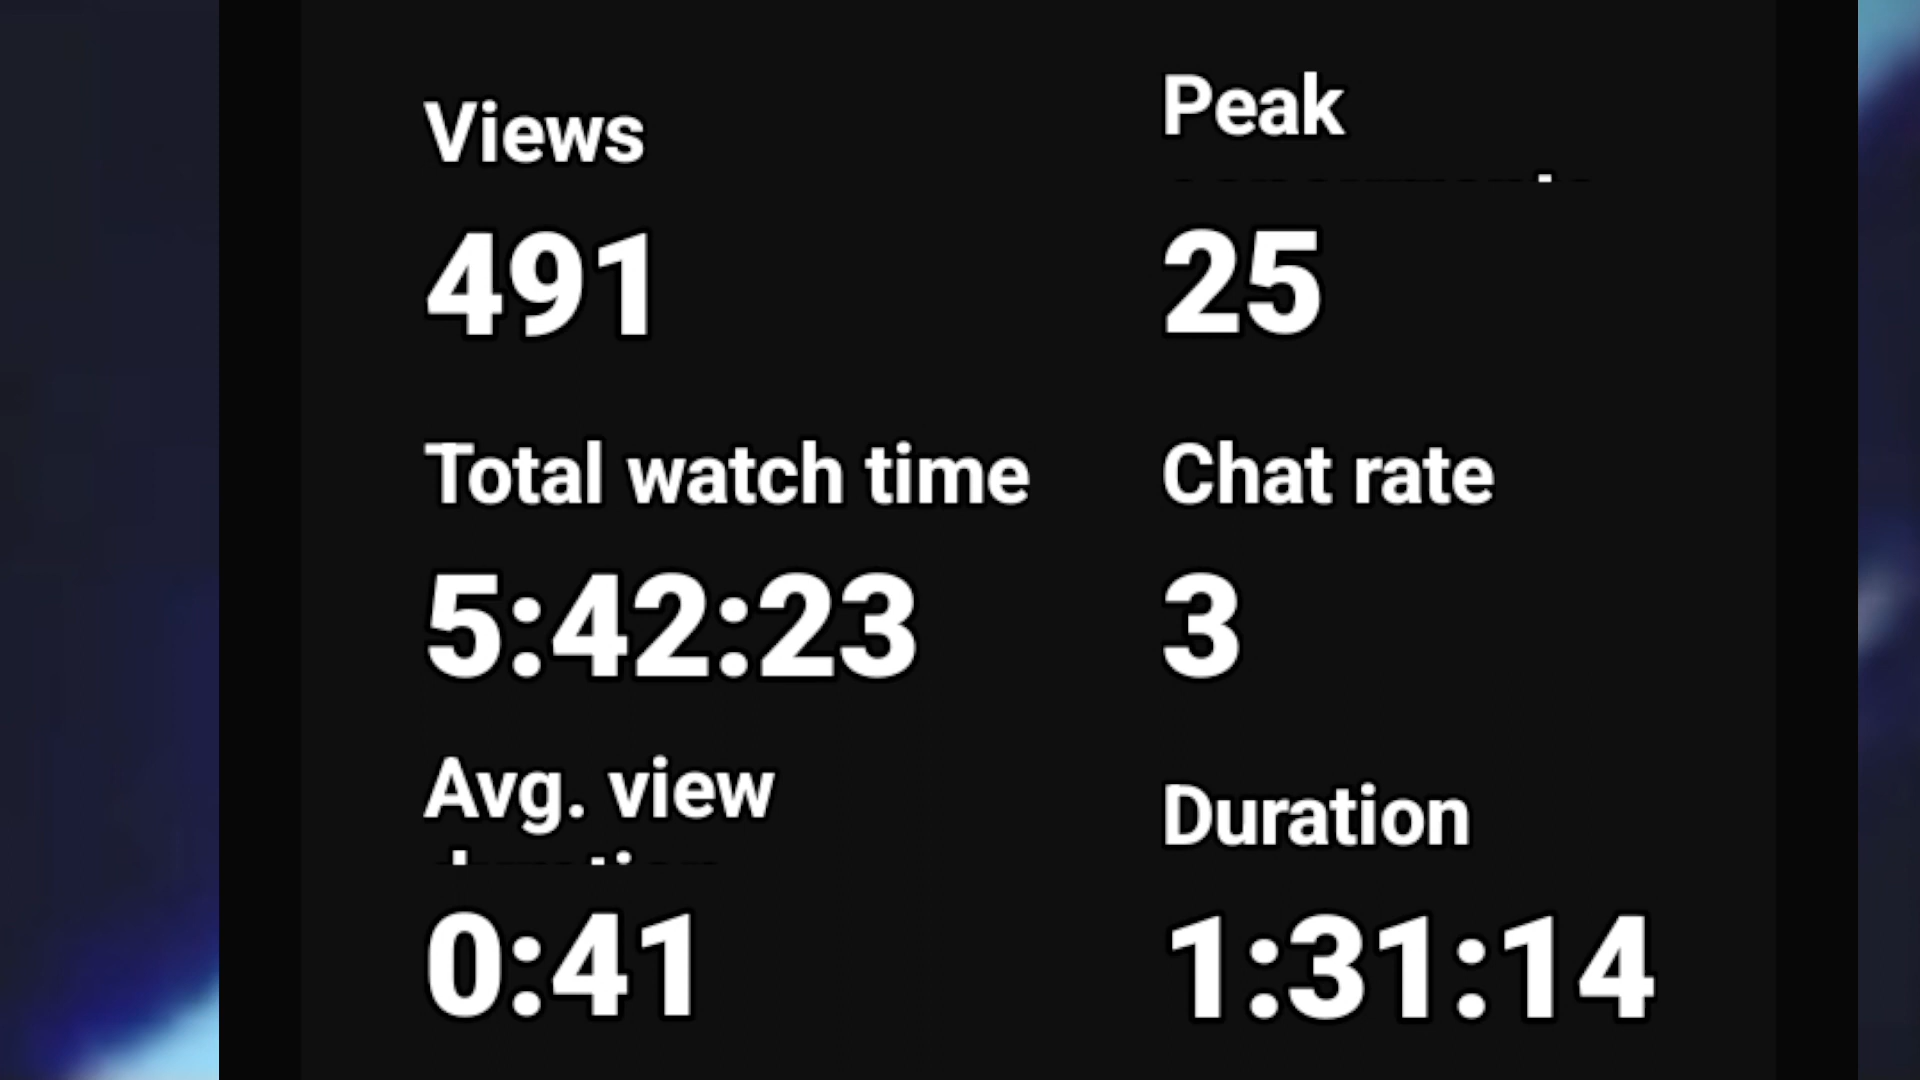 Views
Peak
491
25
Total watch time
Chat rate
5:42:23
3
Avg. view
Duration
0:41
1:31:14